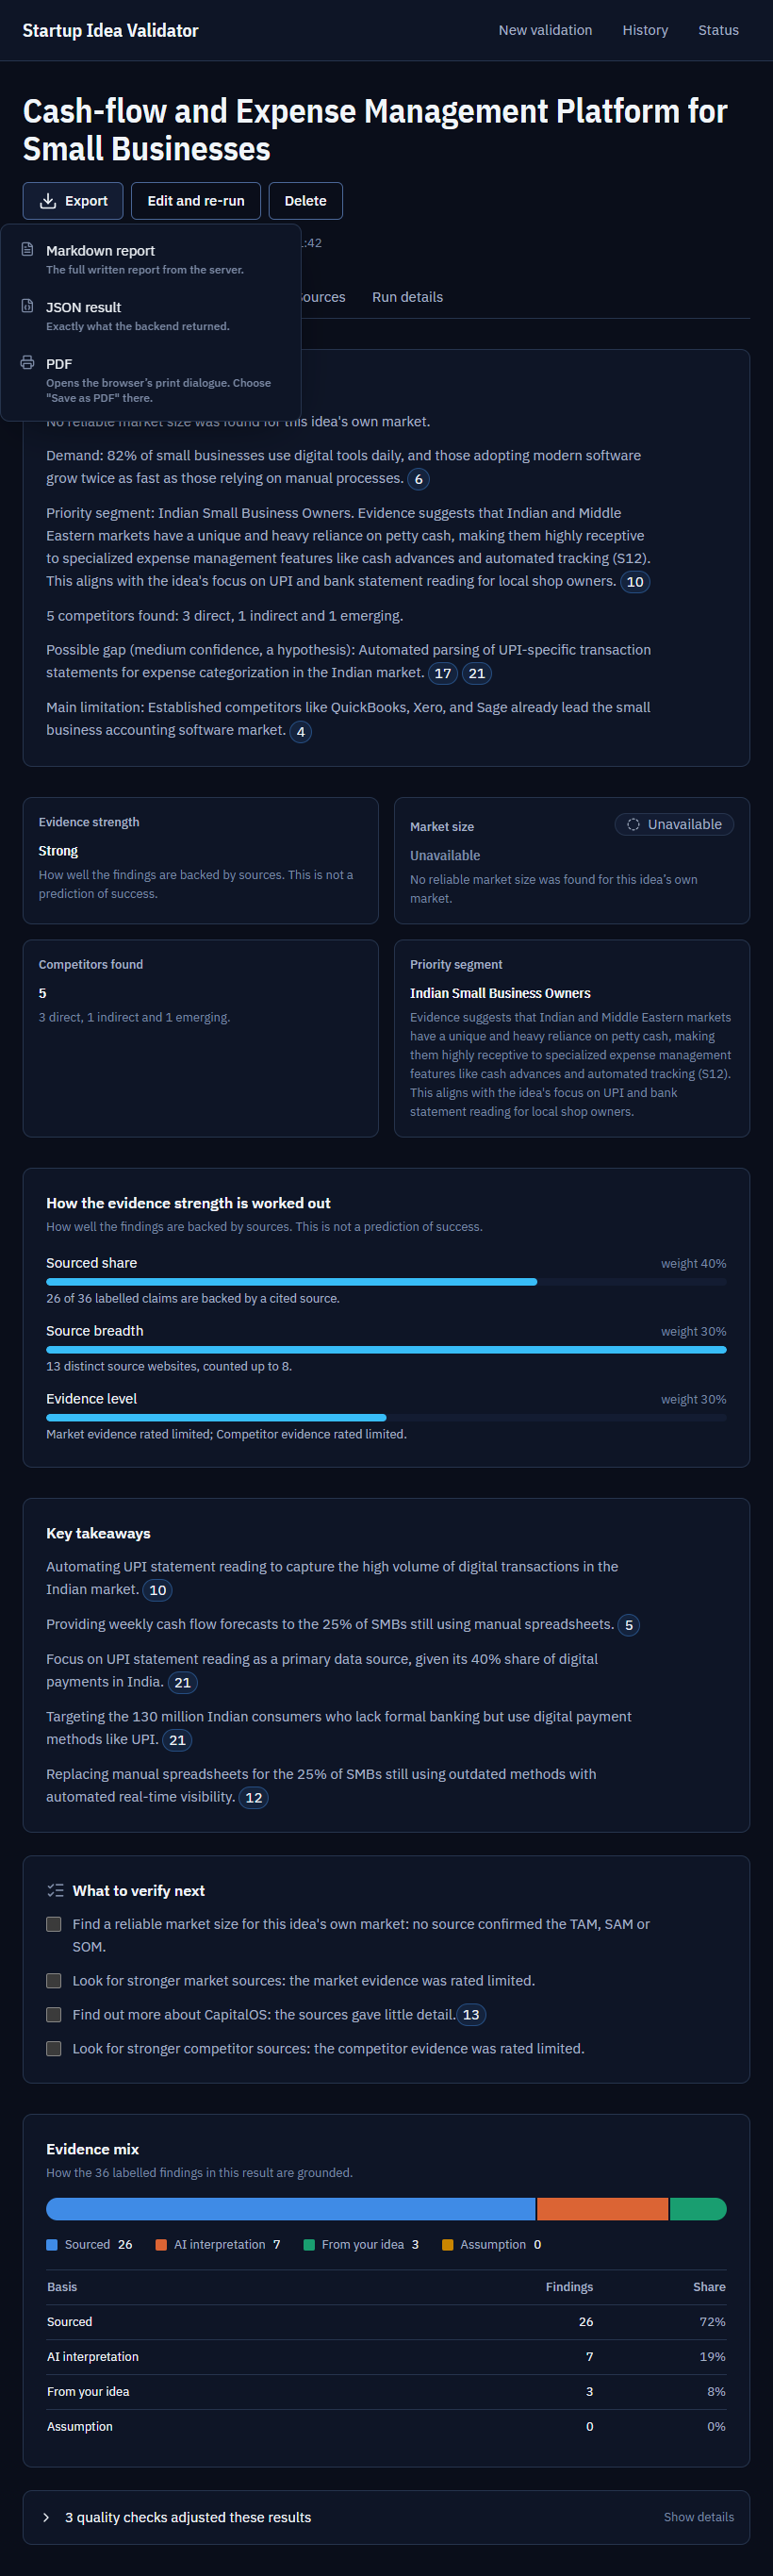 Startup Idea Validator
New validation
History
Status
Cash-flow and Expense Management Platform for
Small Businesses
Export
Edit and re-run
Delete
:42
Markdown report
The full written report from the server.
JSON result
Exactly what the backend returned.
PDF
Opens the browser’s print dialogue. Choose
"Save as PDF" there.
Sources
Run details
No reliable market size was found for this idea's own market.
Demand: 82% of small businesses use digital tools daily, and those adopting modern software
grow twice as fast as those relying on manual processes. 6
Priority segment: Indian Small Business Owners. Evidence suggests that Indian and Middle
Eastern markets have a unique and heavy reliance on petty cash, making them highly receptive
to specialized expense management features like cash advances and automated tracking (S12).
This aligns with the idea's focus on UPI and bank statement reading for local shop owners. 10
5 competitors found: 3 direct, 1 indirect and 1 emerging.
Possible gap (medium confidence, a hypothesis): Automated parsing of UPI-specific transaction
statements for expense categorization in the Indian market. 17 21
Main limitation: Established competitors like QuickBooks, Xero, and Sage already lead the small
business accounting software market. 4
Evidence strength
Strong
How well the findings are backed by sources. This is not a
prediction of success.
Market size
Unavailable
Unavailable
No reliable market size was found for this idea’s own
market.
Competitors found
5
3 direct, 1 indirect and 1 emerging.
Priority segment
Indian Small Business Owners
Evidence suggests that Indian and Middle Eastern markets
have a unique and heavy reliance on petty cash, making
them highly receptive to specialized expense management
features like cash advances and automated tracking (S12).
This aligns with the idea's focus on UPI and bank
statement reading for local shop owners.
How the evidence strength is worked out
How well the findings are backed by sources. This is not a prediction of success.
Sourced share
weight 40%
26 of 36 labelled claims are backed by a cited source.
Source breadth
weight 30%
13 distinct source websites, counted up to 8.
Evidence level
weight 30%
Market evidence rated limited; Competitor evidence rated limited.
Key takeaways
Automating UPI statement reading to capture the high volume of digital transactions in the
Indian market. 10
Providing weekly cash flow forecasts to the 25% of SMBs still using manual spreadsheets. 5
Focus on UPI statement reading as a primary data source, given its 40% share of digital
payments in India. 21
Targeting the 130 million Indian consumers who lack formal banking but use digital payment
methods like UPI. 21
Replacing manual spreadsheets for the 25% of SMBs still using outdated methods with
automated real-time visibility. 12
What to verify next
Find a reliable market size for this idea's own market: no source confirmed the TAM, SAM or
SOM.
Look for stronger market sources: the market evidence was rated limited.
Find out more about CapitalOS: the sources gave little detail. 13
Look for stronger competitor sources: the competitor evidence was rated limited.
Evidence mix
How the 36 labelled findings in this result are grounded.
Sourced 26
AI interpretation 7
From your idea 3
Assumption 0
Basis Findings Share
Sourced 26 72%
AI interpretation 7 19%
From your idea 3 8%
Assumption 0 0%
3 quality checks adjusted these results
Show details